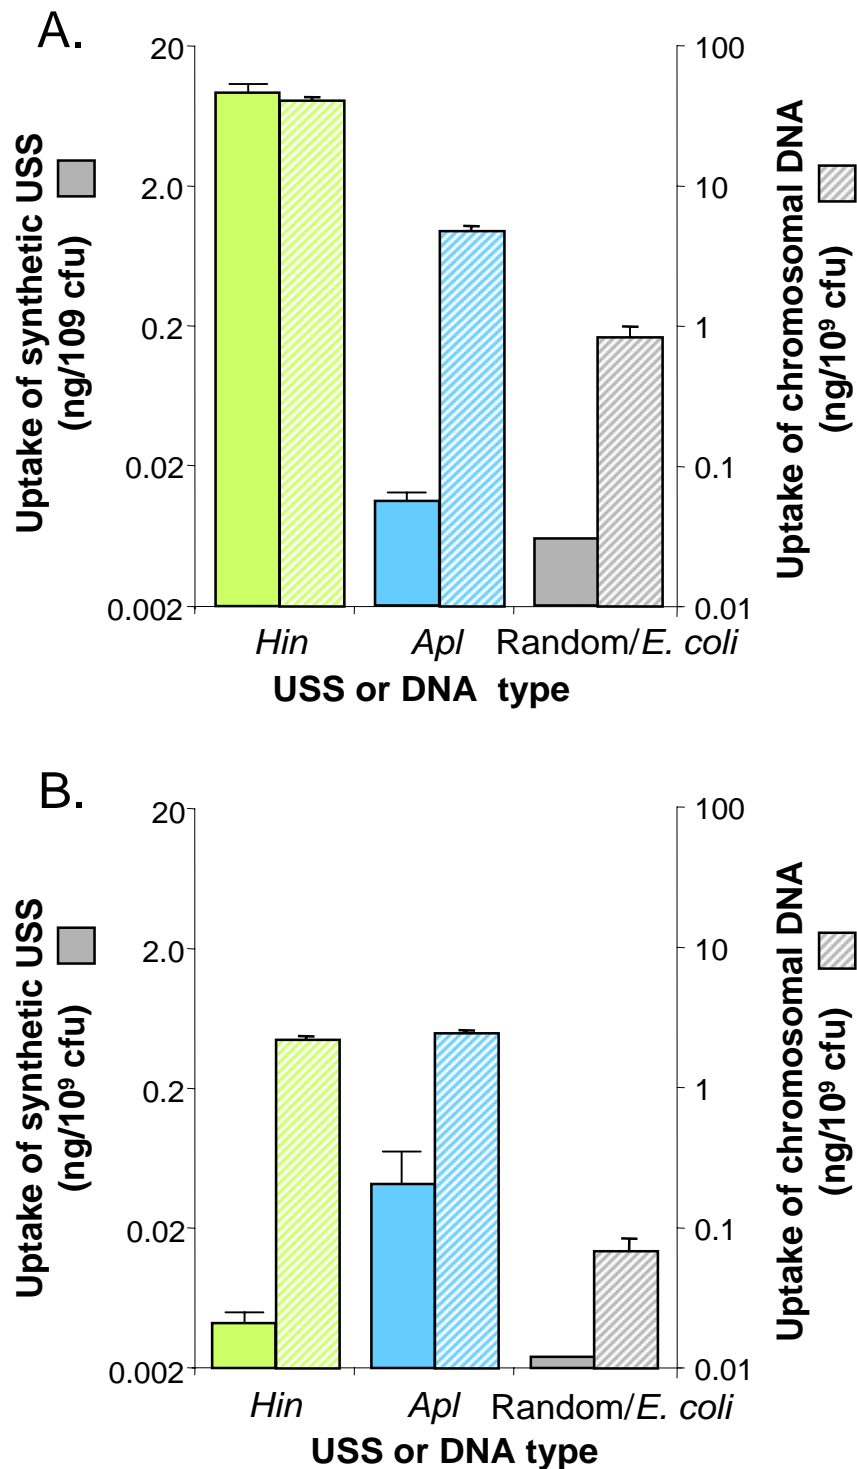 A.
20
2.0
0.2
0.02
0.002
100
10
1
0.1
0.01
Uptake of synthetic USS
(ng/109 cfu)
Uptake of chromosomal DNA
(ng/10⁹ cfu)
Hin Apl Random/E. coli
USS or DNA type
B.
20
2.0
0.2
0.02
0.002
100
10
1
0.1
0.01
Uptake of synthetic USS
(ng/10⁹ cfu)
Uptake of chromosomal DNA
(ng/10⁹ cfu)
Hin Apl Random/E. coli
USS or DNA type